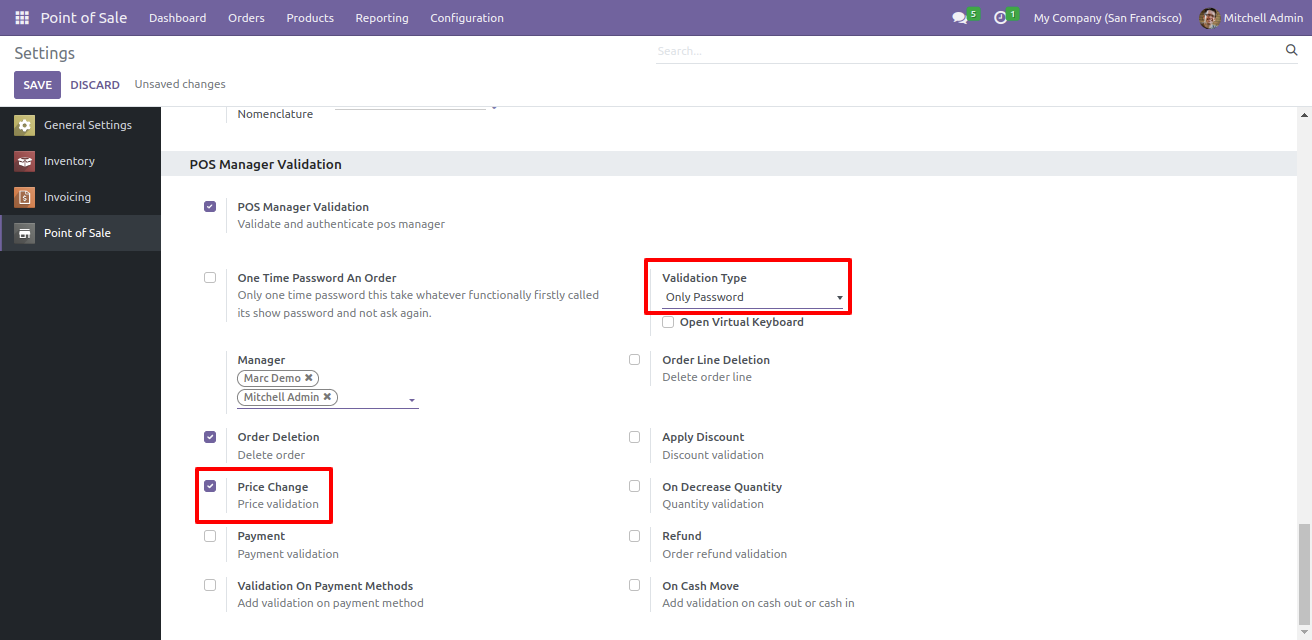 Point of Sale Dashboard Orders Products Reporting Configuration 5 1 My Company (San Francisco) Mitchell Admin
Settings
Search...
SAVE DISCARD Unsaved changes
General Settings
Inventory
Invoicing
Point of Sale
Nomenclature
POS Manager Validation
POS Manager Validation
Validate and authenticate pos manager
One Time Password An Order
Only one time password this take whatever functionally firstly called
its show password and not ask again.
Validation Type
Only Password
Open Virtual Keyboard
Manager
Marc Demo ✖
Mitchell Admin ✖
Order Line Deletion
Delete order line
Order Deletion
Delete order
Apply Discount
Discount validation
Price Change
Price validation
On Decrease Quantity
Quantity validation
Payment
Payment validation
Refund
Order refund validation
Validation On Payment Methods
Add validation on payment method
On Cash Move
Add validation on cash out or cash in